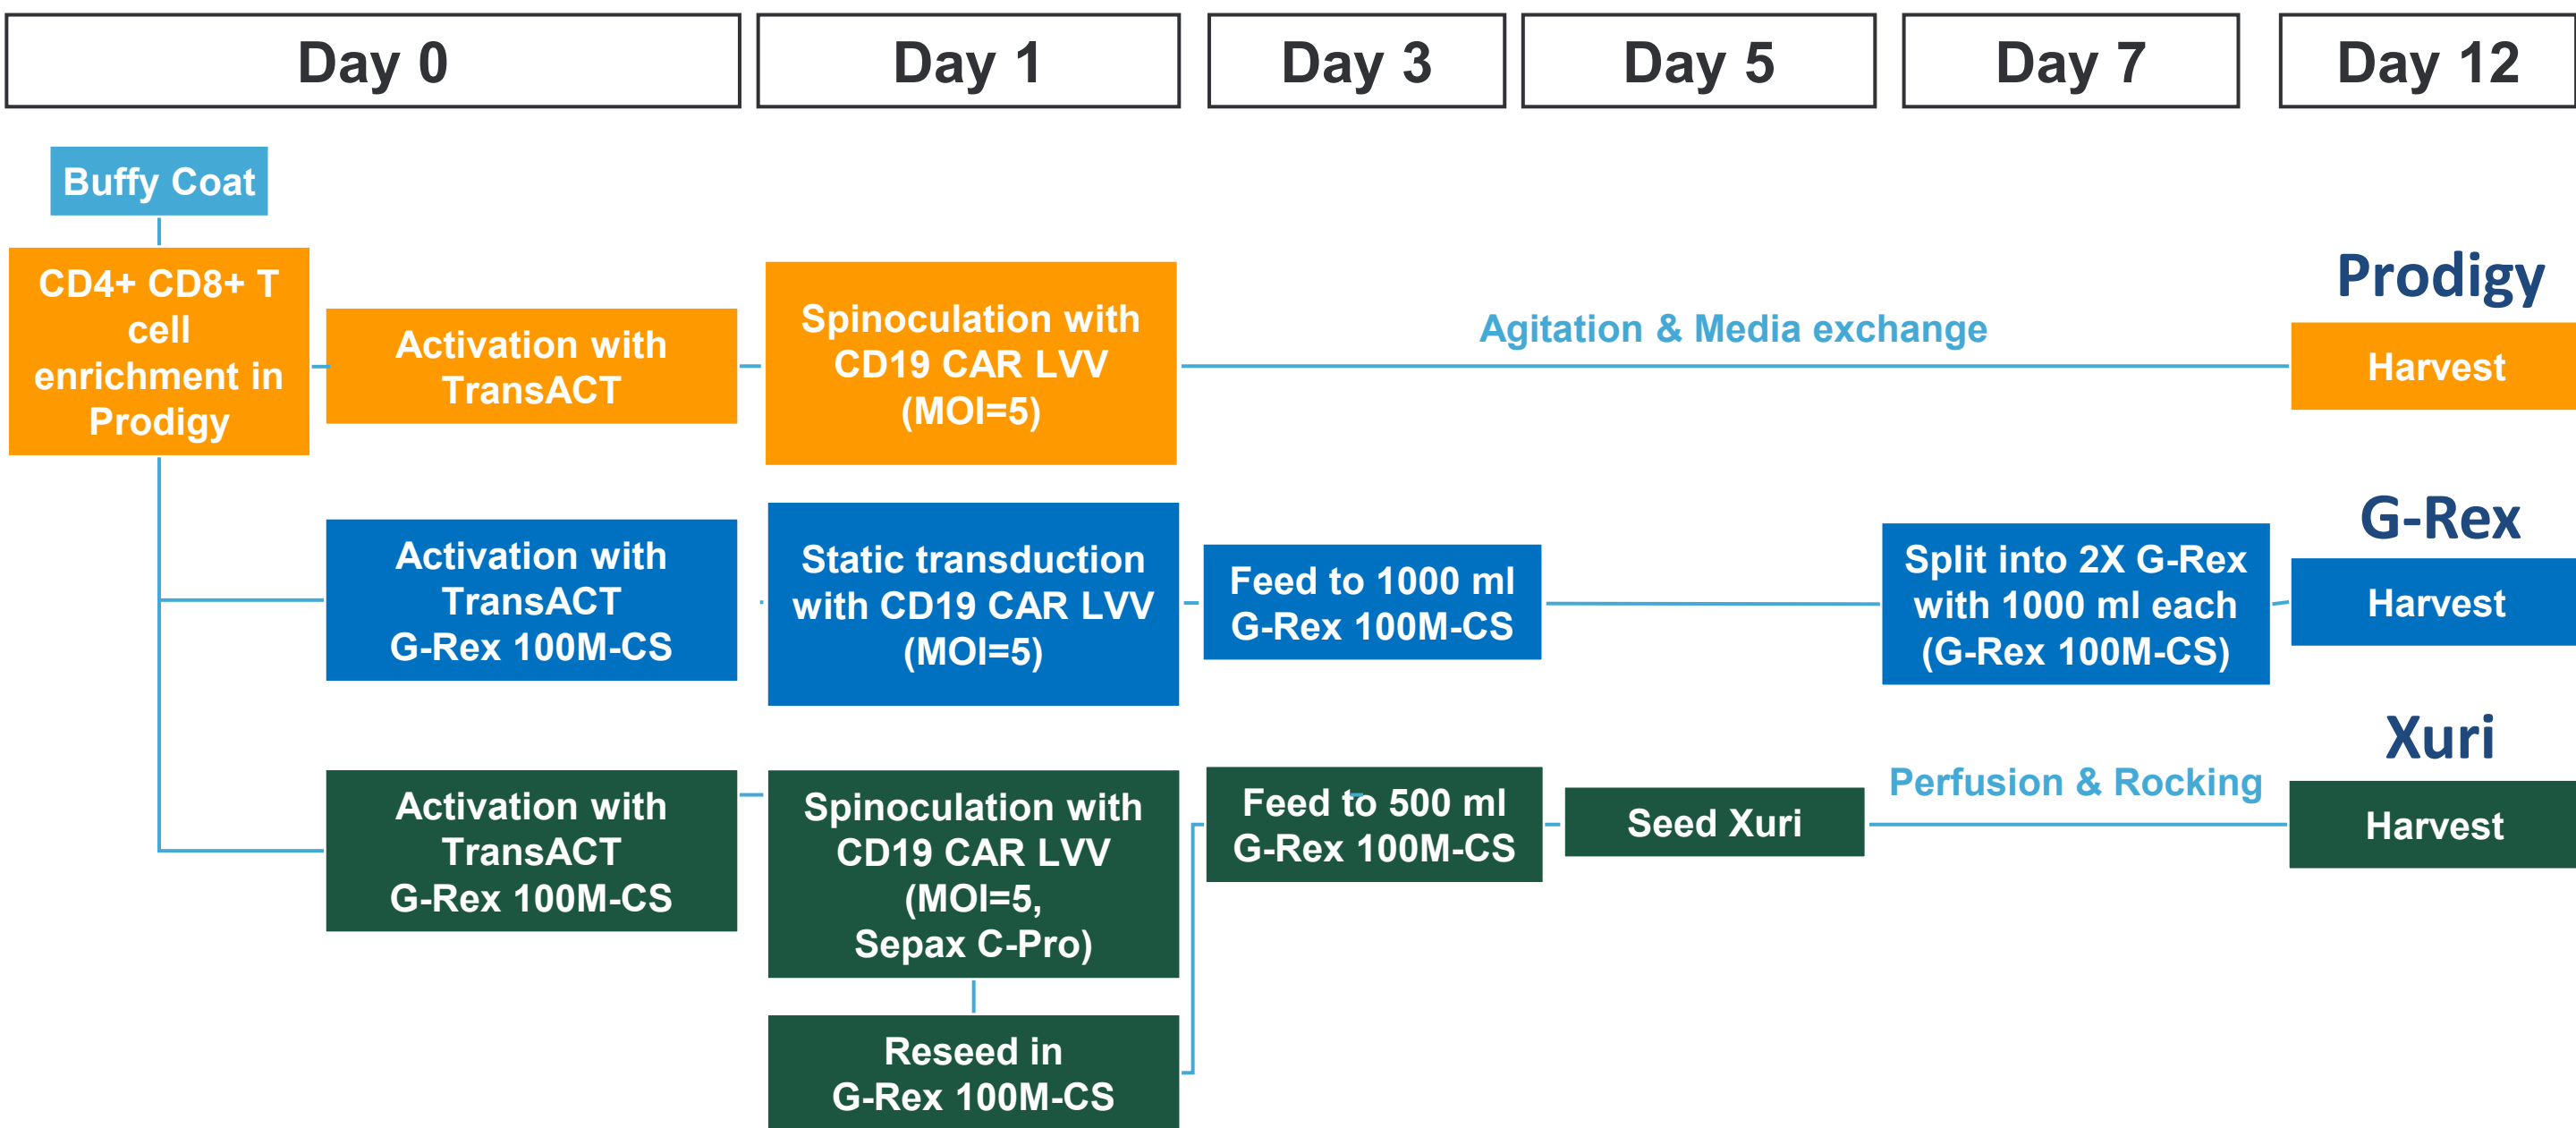 Day 0
Day 1
Day 3
Day 5
Day 7
Day 12
Buffy Coat
CD4+ CD8+ T
cell
enrichment in
Prodigy
Activation with
TransACT
Spinoculation with
CD19 CAR LVV
(MOI=5)
Agitation & Media exchange
Prodigy
Harvest
Activation with
TransACT
G-Rex 100M-CS
Static transduction
with CD19 CAR LVV
(MOI=5)
Feed to 1000 ml
G-Rex 100M-CS
Split into 2X G-Rex
with 1000 ml each
(G-Rex 100M-CS)
G-Rex
Harvest
Activation with
TransACT
G-Rex 100M-CS
Spinoculation with
CD19 CAR LVV
(MOI=5,
Sepax C-Pro)
Reseed in
G-Rex 100M-CS
Feed to 500 ml
G-Rex 100M-CS
Seed Xuri
Perfusion & Rocking
Xuri
Harvest